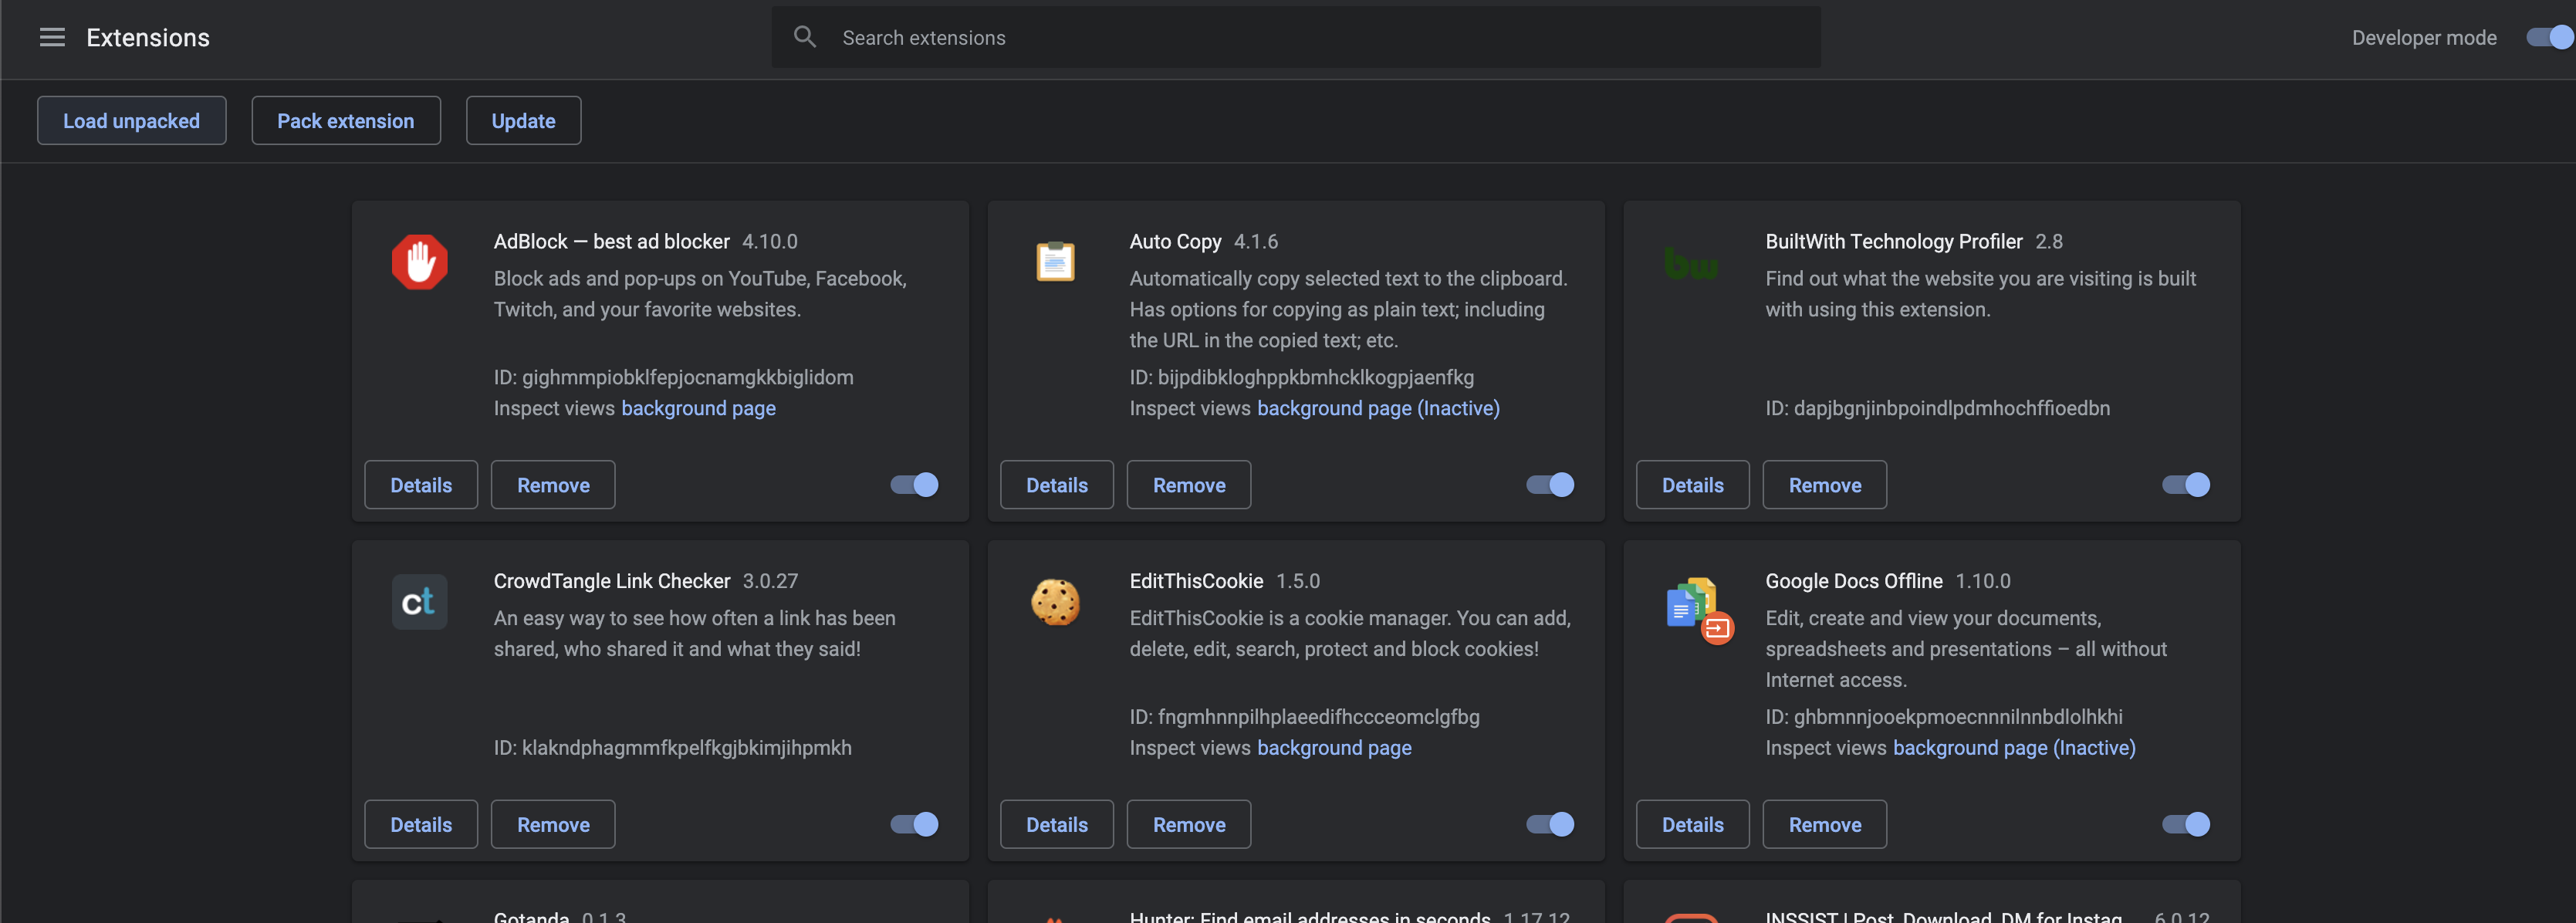 Extensions
Search extensions
Developer mode
Load unpacked
Pack extension
Update
AdBlock — best ad blocker 4.10.0
Block ads and pop-ups on YouTube, Facebook,
Twitch, and your favorite websites.
ID: gighmmpiobklfepjocnamgkkbiglidom
Inspect views background page
Details
Remove
Auto Copy 4.1.6
Automatically copy selected text to the clipboard.
Has options for copying as plain text; including
the URL in the copied text; etc.
ID: bijpdibkloghppkbmhcklkogpjaenfkg
Inspect views background page (Inactive)
Details
Remove
bw
BuiltWith Technology Profiler 2.8
Find out what the website you are visiting is built
with using this extension.
ID: dapjbgnjinbpoindlpdmhochffioedbn
Details
Remove
ct
CrowdTangle Link Checker 3.0.27
An easy way to see how often a link has been
shared, who shared it and what they said!
ID: klakndphagmmfkpelfkgjbkimjihpmkh
Details
Remove
EditThisCookie 1.5.0
EditThisCookie is a cookie manager. You can add,
delete, edit, search, protect and block cookies!
ID: fngmhnnpilhplaeedifhccceomclgfbg
Inspect views background page
Details
Remove
Google Docs Offline 1.10.0
Edit, create and view your documents,
spreadsheets and presentations – all without
Internet access.
ID: ghbmnnjooekpmoecnnnilnnbdlolhkhi
Inspect views background page (Inactive)
Details
Remove
Gotanda 0.1.3
Hunter: Find email addresses in seconds 1.17.12
INSSIST | Post, Download, DM for Instag… 6.0.12